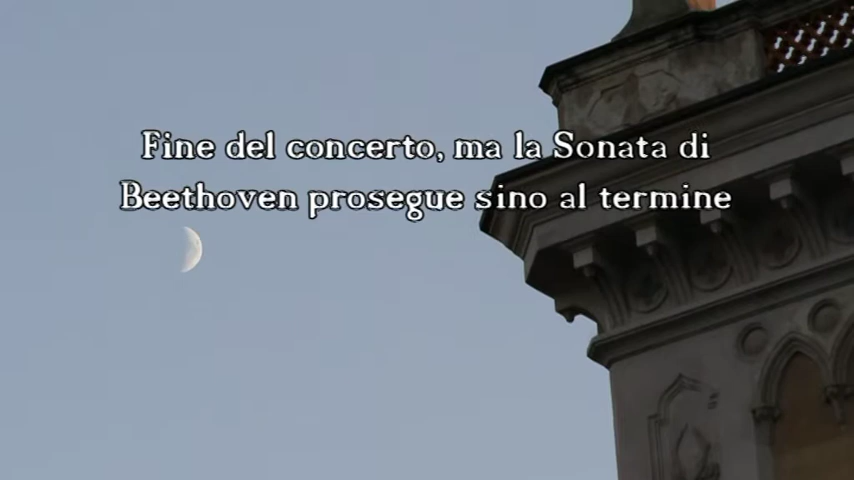 Fine del concerto, ma la Sonata di
Beethoven prosegue sino al termine